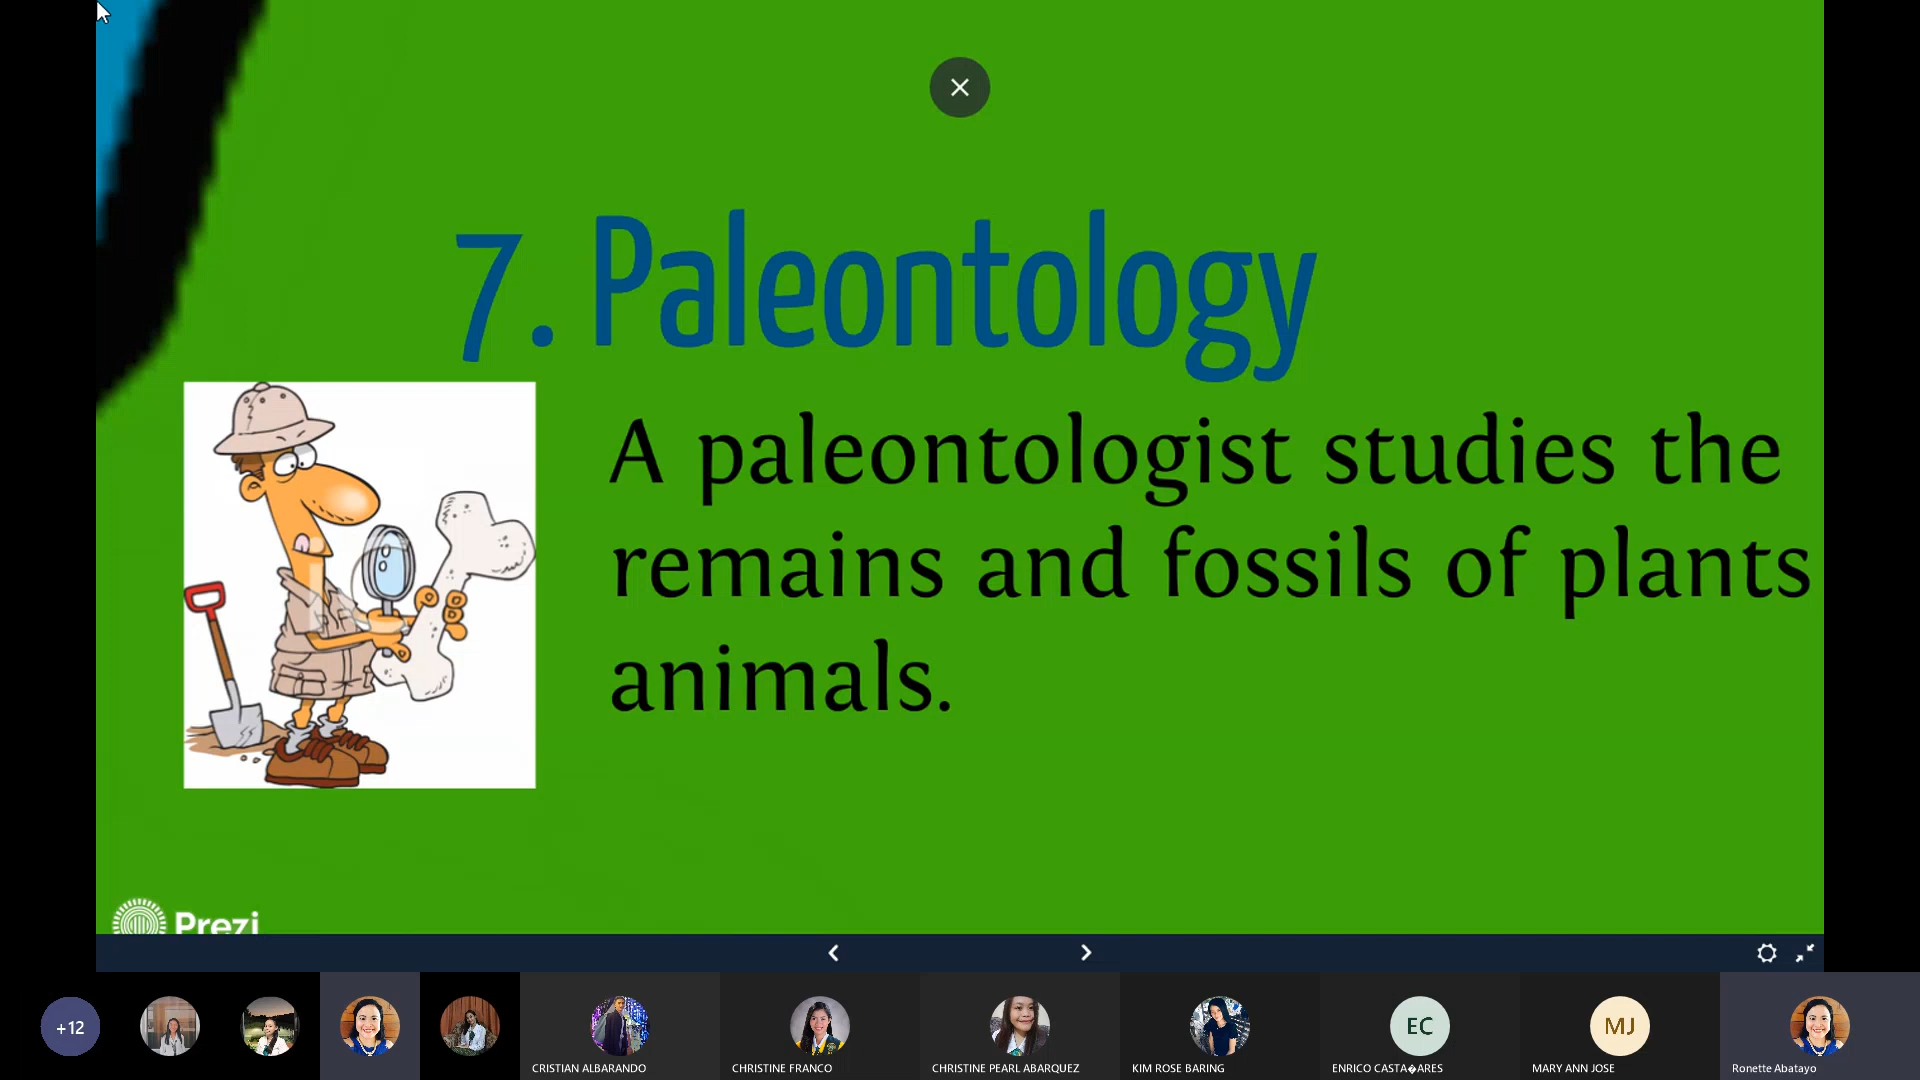 7. Paleontology
A paleontologist studies the
remains and fossils of plants
animals.
Prezi
+12
CRISTIAN ALBARANDO
CHRISTINE FRANCO
CHRISTINE PEARL ABARQUEZ
KIM ROSE BARING
EC
ENRICO CASTA�ARES
MJ
MARY ANN JOSE
Ronette Abatayo